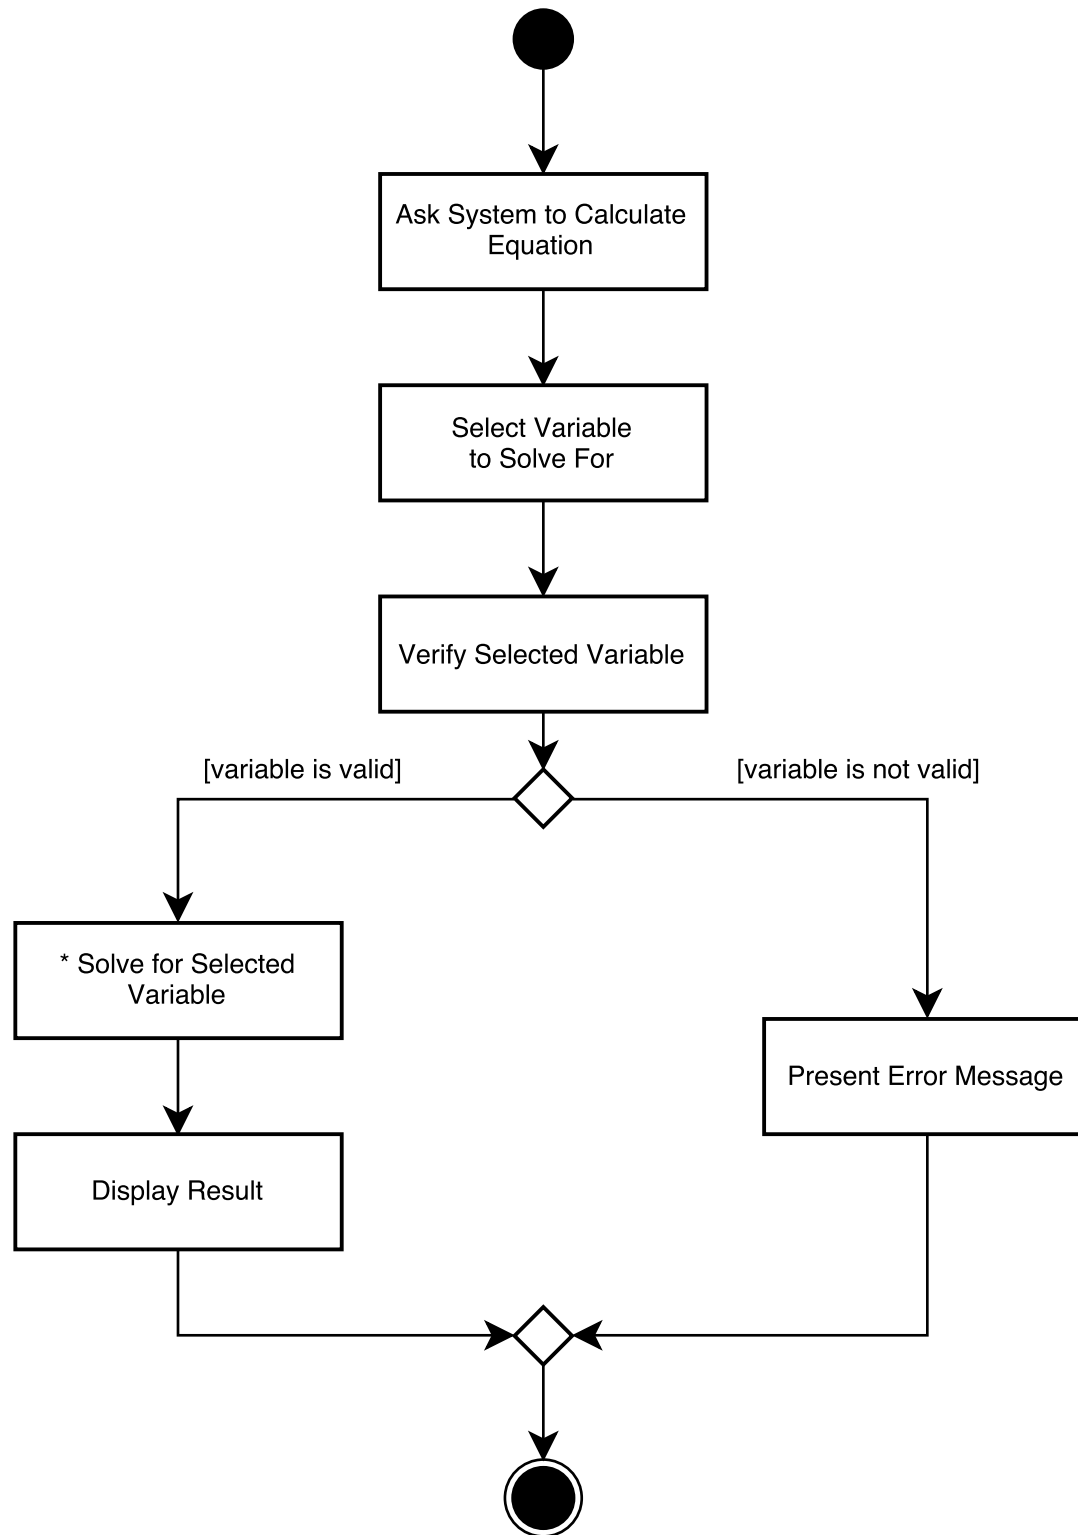 Ask System to Calculate
Equation
Select Variable
to Solve For
Verify Selected Variable
[variable is valid]
[variable is not valid]
* Solve for Selected
Variable
Present Error Message
Display Result